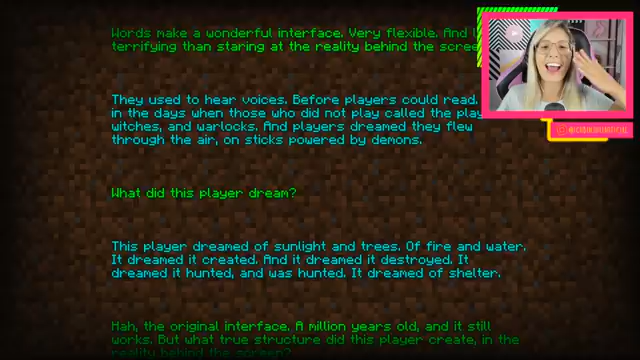 Words make a wonderful interface. Very flexible. And
terrifying than staring at the reality behind the
They used to hear voices. Before players could read.
in the days when those who did not play called the
witches, and warlocks. And players dreamed they flew
through the air, on sticks powered by demons.
What did this player dream?
This player dreamed of sunlight and trees. Of fire and water.
It dreamed it created. And it dreamed it destroyed. It
dreamed it hunted, and was hunted. It dreamed of shelter.
Hah, the original interface. A million years old, and it still
works. But what true structure did this player create, in the
reality behind the screen?